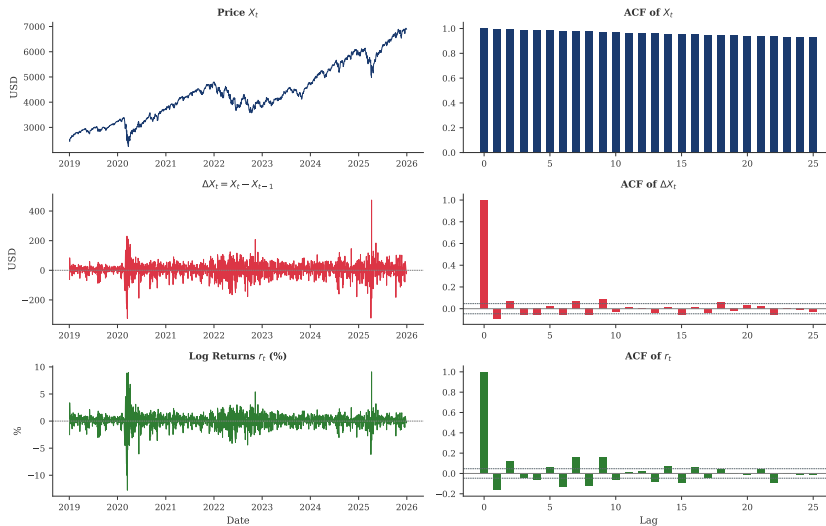 Price Xₜ
USD
7000
6000
5000
4000
3000
2019 2020 2021 2022 2023 2024 2025 2026
ACF of Xₜ
1.0
0.8
0.6
0.4
0.2
0.0
0 5 10 15 20 25
ΔXₜ = Xₜ − Xₜ₋₁
USD
400
200
0
−200
2019 2020 2021 2022 2023 2024 2025 2026
ACF of ΔXₜ
1.0
0.8
0.6
0.4
0.2
0.0
0 5 10 15 20 25
Log Returns rₜ (%)
%
10
5
0
−5
−10
2019 2020 2021 2022 2023 2024 2025 2026
Date
ACF of rₜ
1.0
0.8
0.6
0.4
0.2
0.0
−0.2
0 5 10 15 20 25
Lag